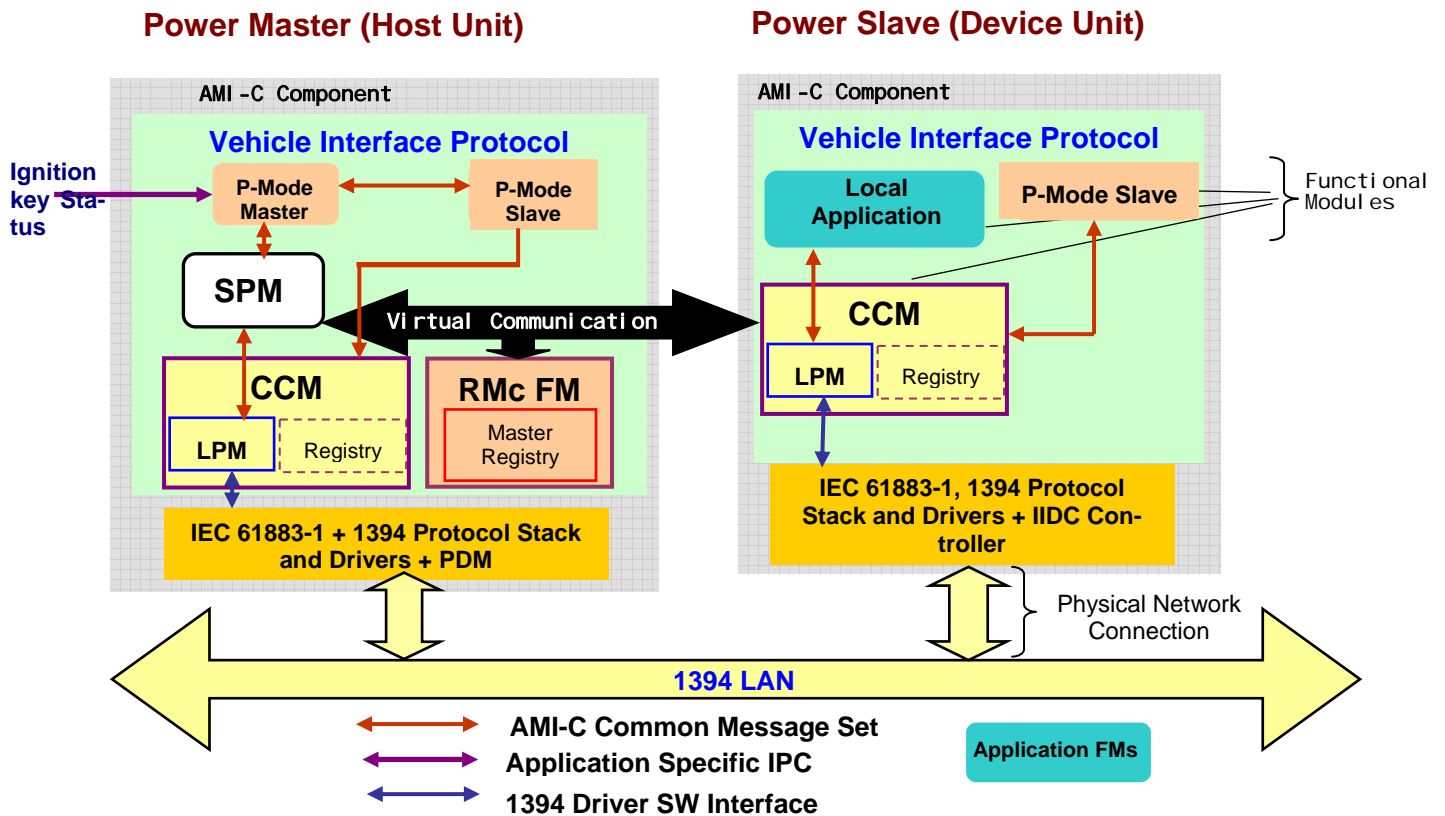 Power Master (Host Unit)
Power Slave (Device Unit)
AMI-C Component
Vehicle Interface Protocol
Ignition
key Sta-
tus
P-Mode
Master
P-Mode
Slave
SPM
Virtual Communication
CCM
LPM
Registry
RMc FM
Master
Registry
IEC 61883-1 + 1394 Protocol Stack
and Drivers + PDM
AMI-C Component
Vehicle Interface Protocol
Local
Application
P-Mode Slave
Functional
Modules
CCM
LPM
Registry
IEC 61883-1, 1394 Protocol
Stack and Drivers + IIDC Con-
troller
Physical Network
Connection
1394 LAN
AMI-C Common Message Set
Application Specific IPC
1394 Driver SW Interface
Application FMs